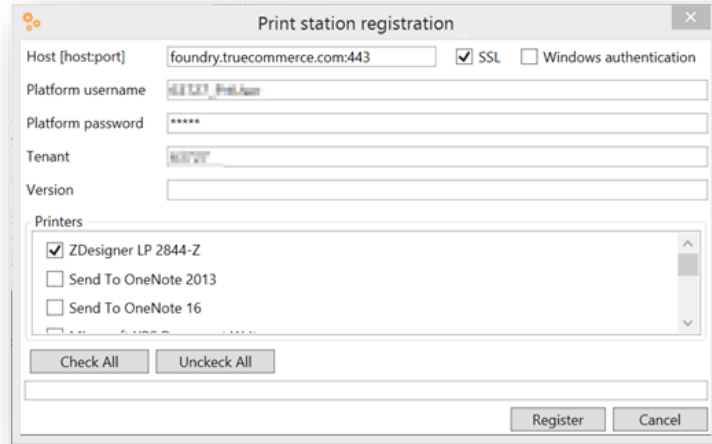 Print station registration
Host [host:port] foundry.truecommerce.com:443 SSL Windows authentication
Platform username
Platform password *****
Tenant
Version
Printers
ZDesigner LP 2844-Z
Send To OneNote 2013
Send To OneNote 16
Check All Unckeck All
Register Cancel